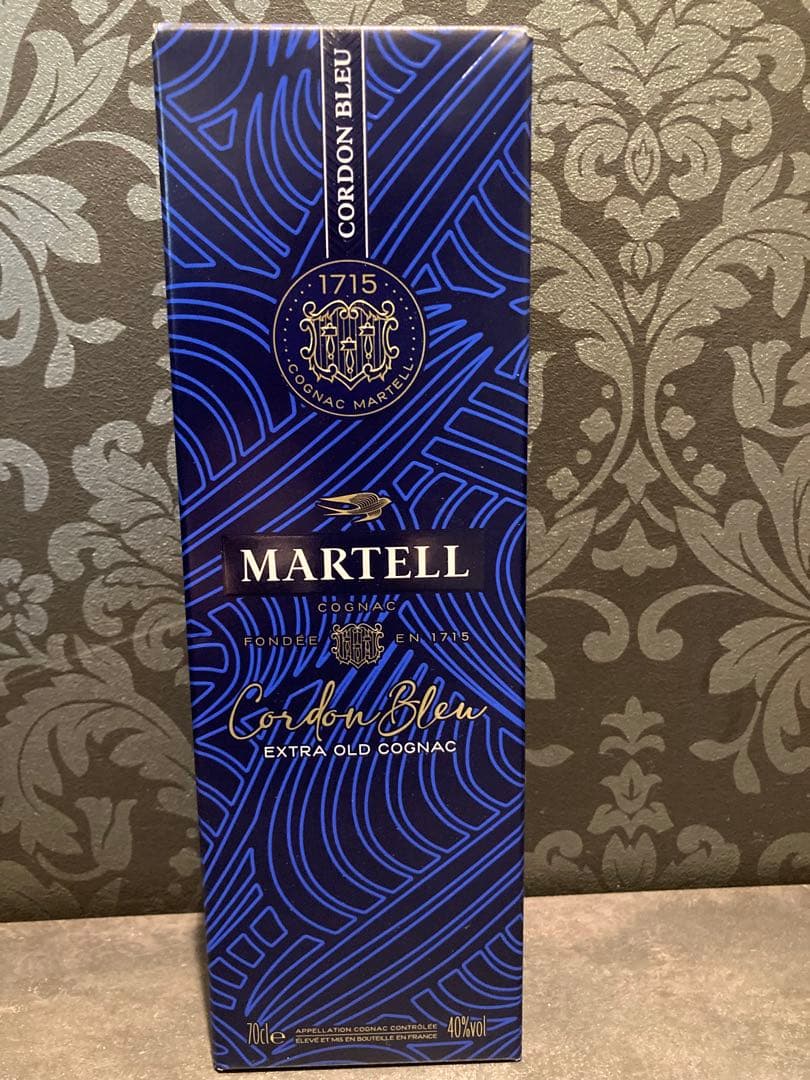 CORDON BLEU
1715
COGNAC MARTELL
MARTELL
COGNAC
FONDÉE EN 1715
Cordon Bleu
EXTRA OLD COGNAC
70cl e APPELLATION COGNAC CONTRÔLÉE 40%vol
ÉLEVÉ ET MIS EN BOUTEILLE EN FRANCE